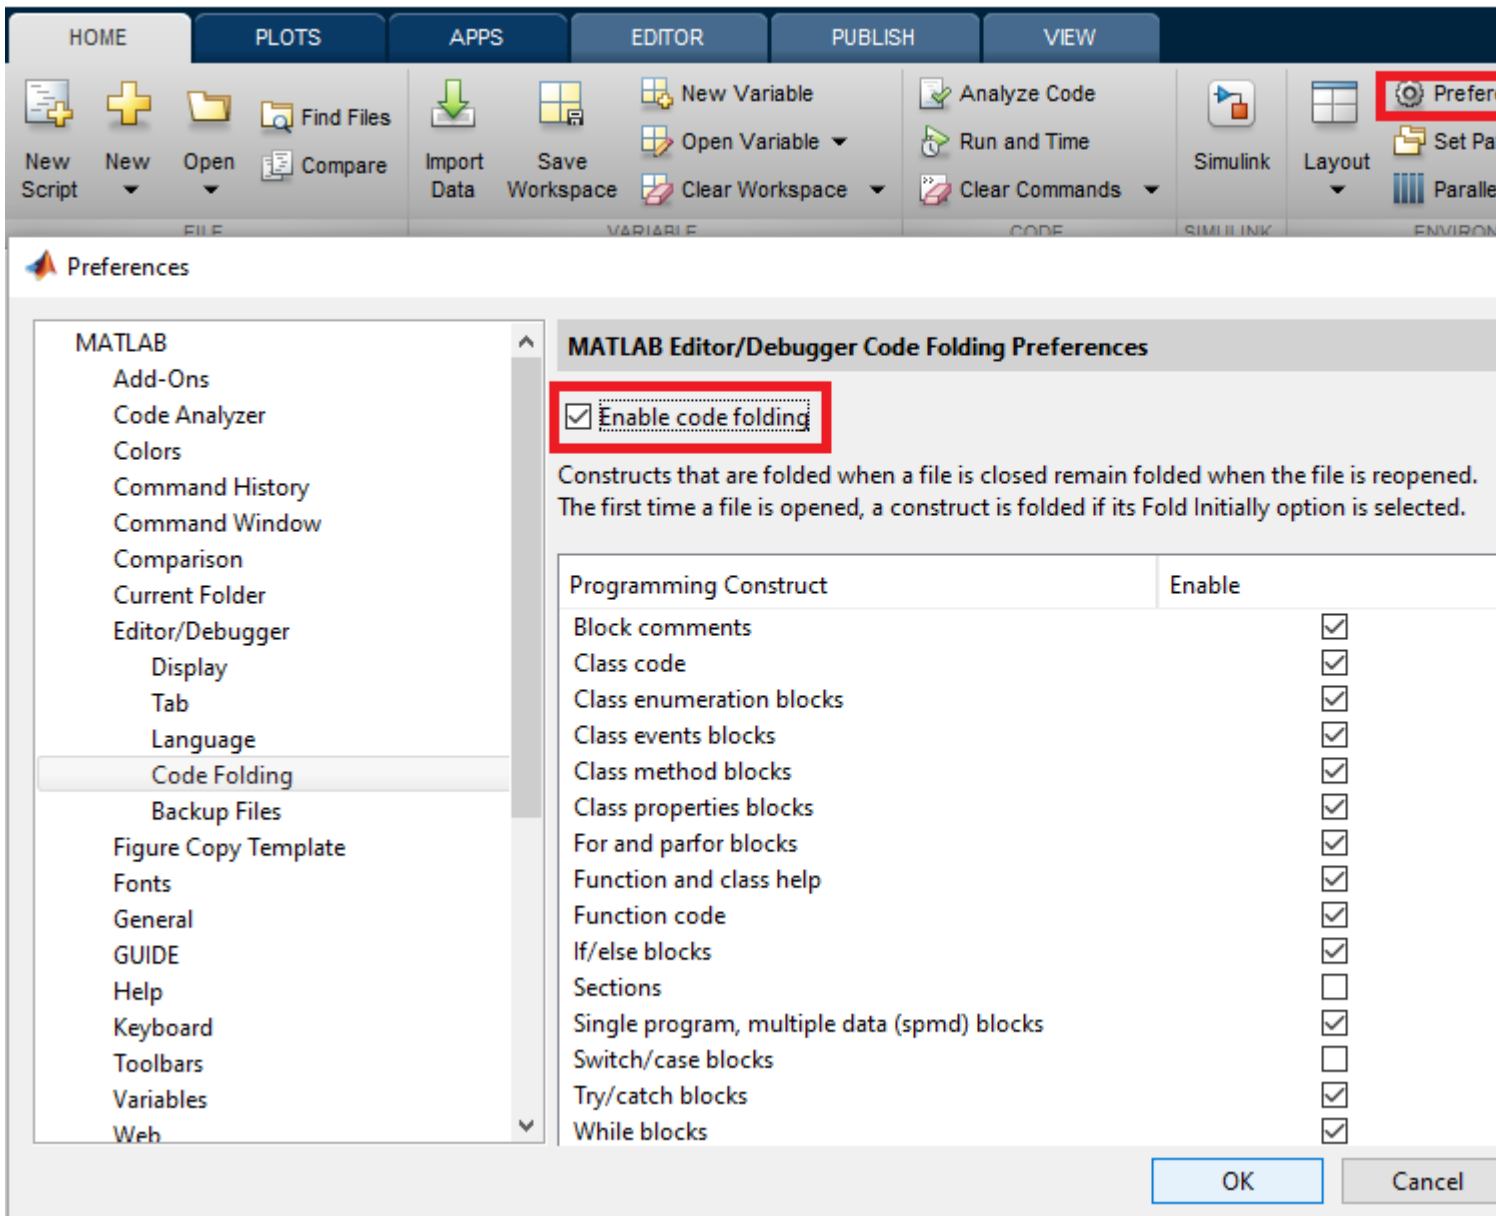 HOME PLOTS APPS EDITOR PUBLISH VIEW
New Script
New
Open
Find Files
Compare
Import Data
Save Workspace
New Variable
Open Variable
Clear Workspace
Analyze Code
Run and Time
Clear Commands
Simulink
Layout
Prefer
Set Pa
Paralle
FILE VARIABLE CODE SIMULINK ENVIRON
Preferences
MATLAB
Add-Ons
Code Analyzer
Colors
Command History
Command Window
Comparison
Current Folder
Editor/Debugger
Display
Tab
Language
Code Folding
Backup Files
Figure Copy Template
Fonts
General
GUIDE
Help
Keyboard
Toolbars
Variables
Web
MATLAB Editor/Debugger Code Folding Preferences
Enable code folding
Constructs that are folded when a file is closed remain folded when the file is reopened.
The first time a file is opened, a construct is folded if its Fold Initially option is selected.
Programming Construct Enable
Block comments
Class code
Class enumeration blocks
Class events blocks
Class method blocks
Class properties blocks
For and parfor blocks
Function and class help
Function code
If/else blocks
Sections
Single program, multiple data (spmd) blocks
Switch/case blocks
Try/catch blocks
While blocks
OK Cancel